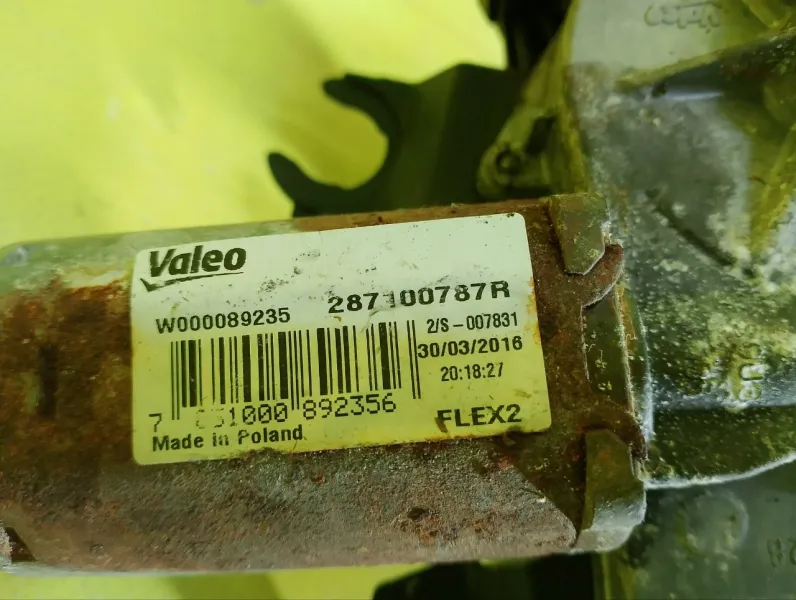 Valeo
W000089235 287100787R
2/S-007831
30/03/2016
20:18:27
892356
FLEX2
Made in Poland